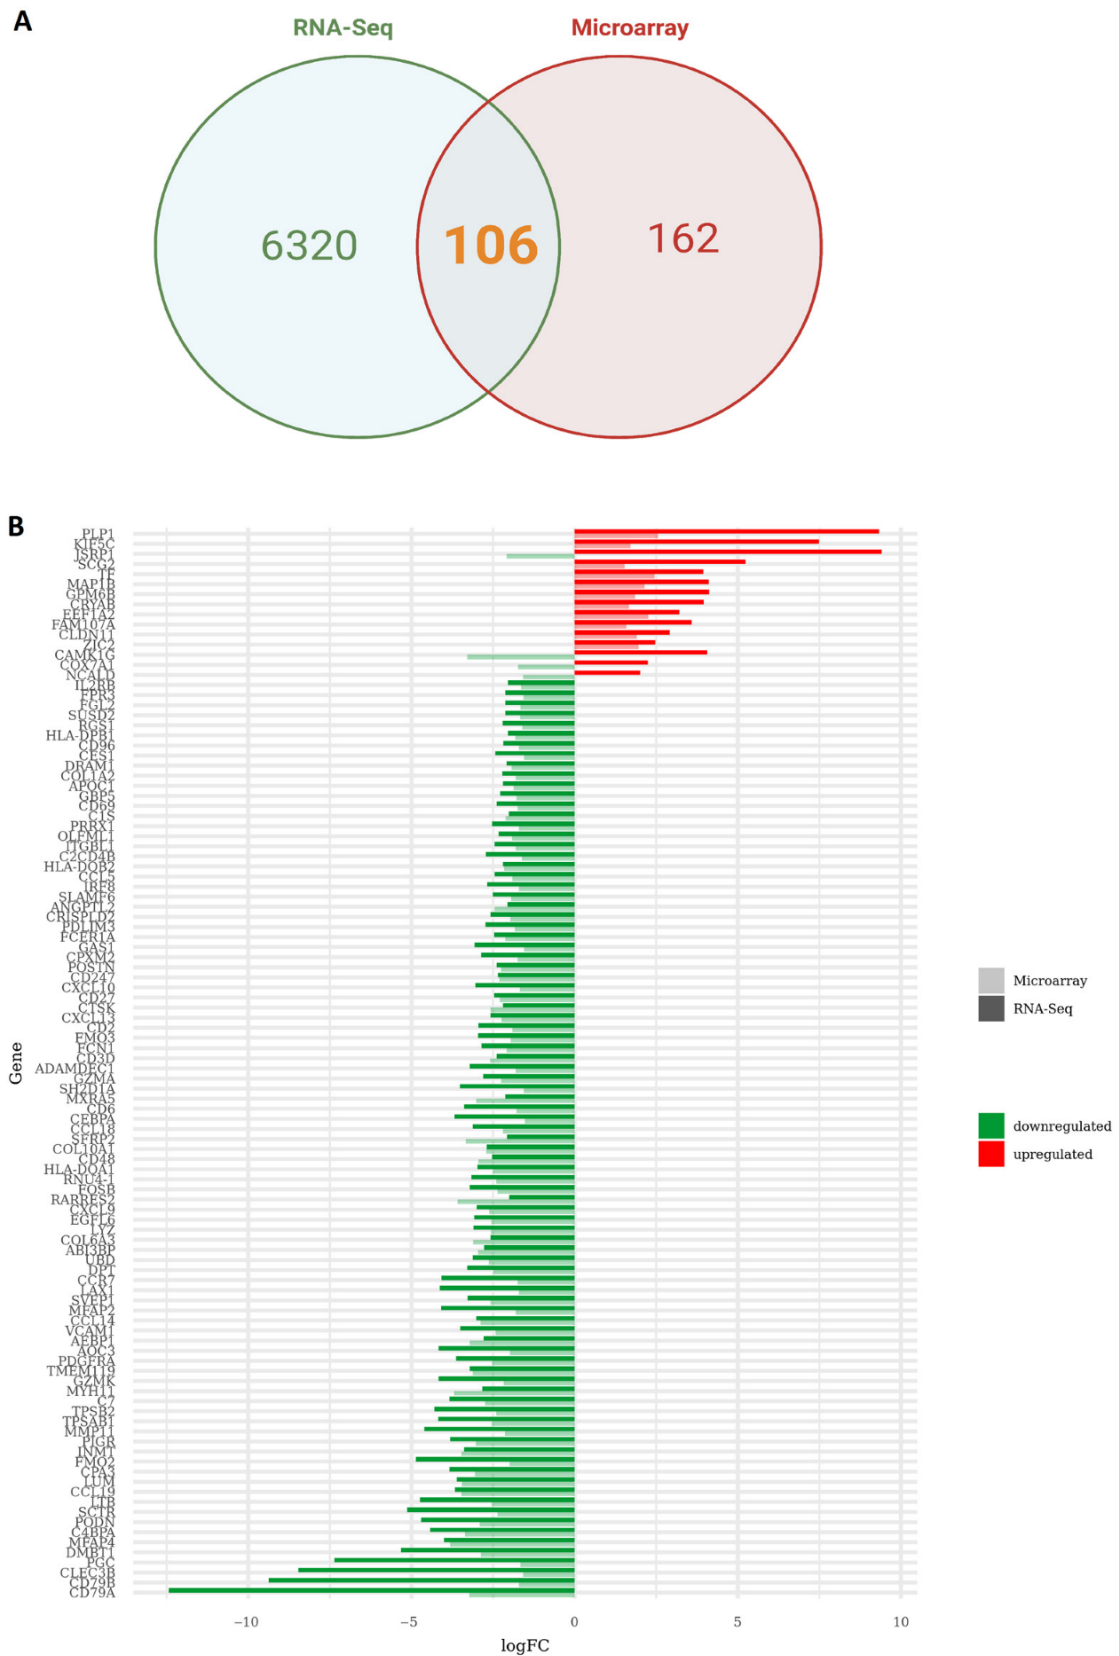 A
RNA-Seq
Microarray
6320
106
162
B
PLP1
KIF5C
JSRP1
SCG2
TF
MAP1B
GPM6B
CRYAB
EEF1A2
FAM107A
CLDN11
ZIC2
CAMK1G
COX7A1
NCALD
IL2RB
FPR3
FGL2
SUSD2
RGS1
HLA-DPB1
CD96
CES1
DRAM1
COL1A2
APOC1
GBP5
CD69
C1S
PRRX1
OLFML1
ITGBL1
C2CD4B
HLA-DQB2
CCL5
IRF8
SLAMF6
ANGPTL2
CRISPLD2
PDLIM3
FCER1A
GAS1
CPXM2
POSTN
CD247
CXCL10
CD27
CTSK
CXCL13
CD2
FMO3
FCN1
CD3D
ADAMDEC1
GZMA
SH2D1A
MXRA5
CD6
CEBPA
CCL18
SFRP2
COL10A1
CD48
HLA-DOA1
RNU4-1
FOSB
RARRES2
CXCL9
EGFL6
LYZ
COL6A3
ABI3BP
UBD
DPT
CCR7
LAX1
SVEP1
MFAP2
CCL14
VCAM1
AEBP1
AOC3
PDGFRA
TMEM119
GZMK
MYH11
C7
TPSB2
TPSAB1
MMP11
PIGR
INMT
FMO2
CPA3
LUM
CCL19
LTB
SCTR
PODN
C4BPA
MFAP4
DMBT1
PGC
CLEC3B
CD79B
CD79A
Gene
−10
−5
0
5
10
logFC
Microarray
RNA-Seq
downregulated
upregulated